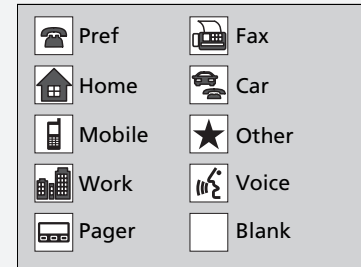 Pref
Fax
Home
Car
Mobile
Other
Work
Voice
Pager
Blank